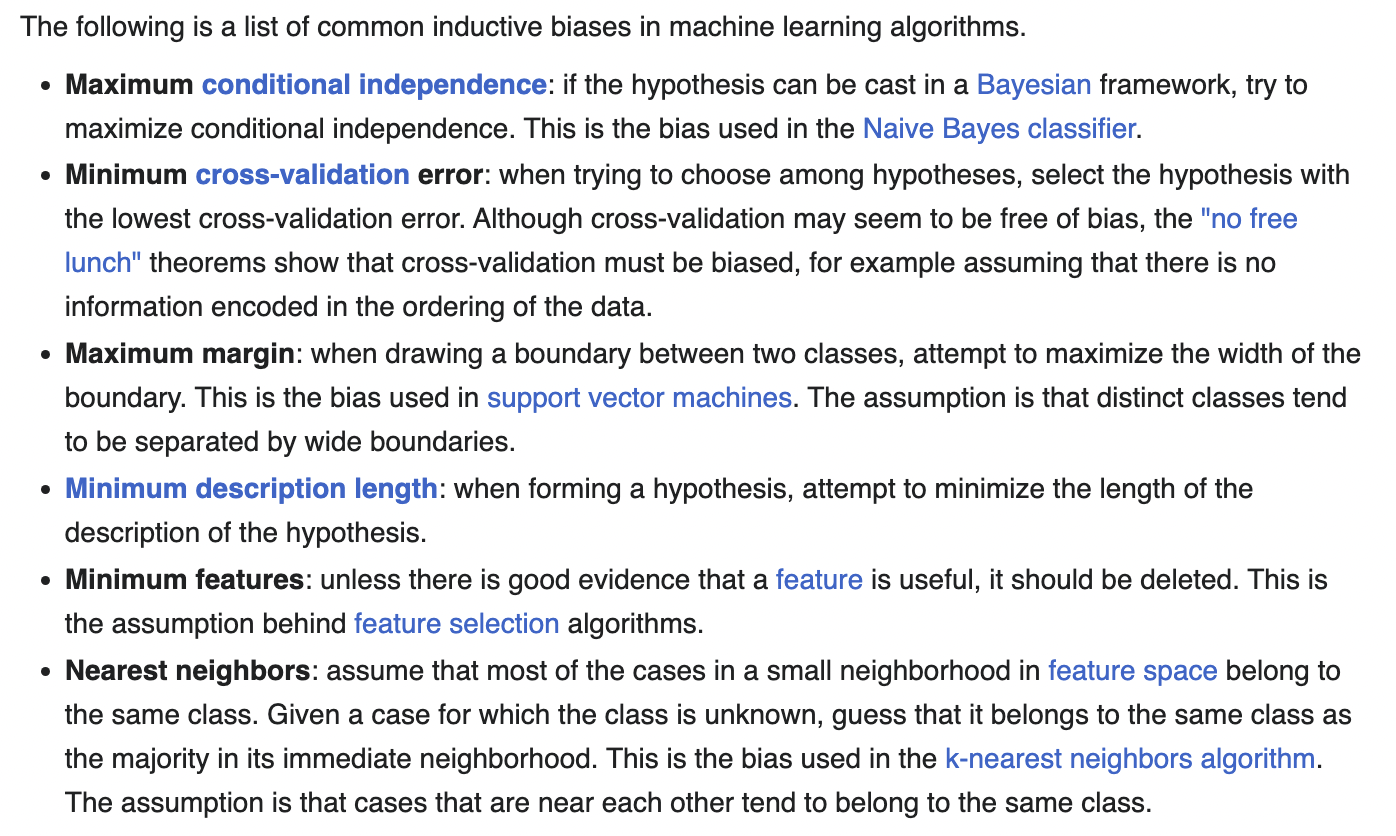 The following is a list of common inductive biases in machine learning algorithms.
• Maximum conditional independence: if the hypothesis can be cast in a Bayesian framework, try to
maximize conditional independence. This is the bias used in the Naive Bayes classifier.
• Minimum cross-validation error: when trying to choose among hypotheses, select the hypothesis with
the lowest cross-validation error. Although cross-validation may seem to be free of bias, the "no free
lunch" theorems show that cross-validation must be biased, for example assuming that there is no
information encoded in the ordering of the data.
• Maximum margin: when drawing a boundary between two classes, attempt to maximize the width of the
boundary. This is the bias used in support vector machines. The assumption is that distinct classes tend
to be separated by wide boundaries.
• Minimum description length: when forming a hypothesis, attempt to minimize the length of the
description of the hypothesis.
• Minimum features: unless there is good evidence that a feature is useful, it should be deleted. This is
the assumption behind feature selection algorithms.
• Nearest neighbors: assume that most of the cases in a small neighborhood in feature space belong to
the same class. Given a case for which the class is unknown, guess that it belongs to the same class as
the majority in its immediate neighborhood. This is the bias used in the k-nearest neighbors algorithm.
The assumption is that cases that are near each other tend to belong to the same class.